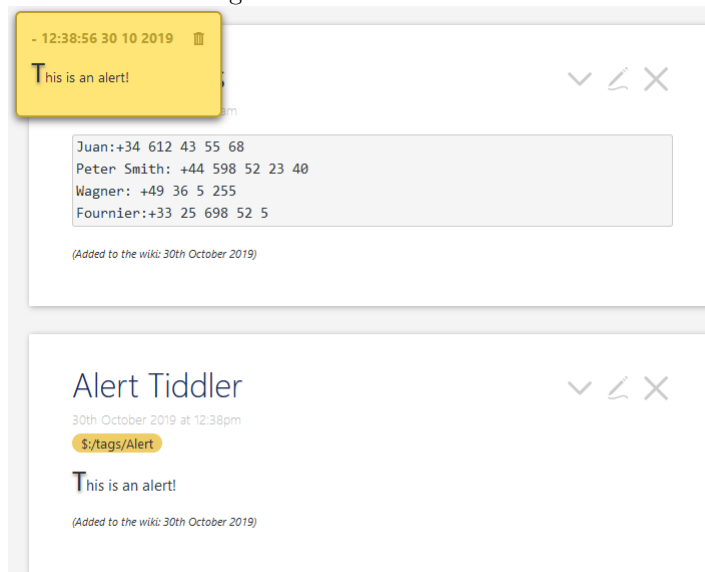 - 12:38:56 30 10 2019
This is an alert!
Juan:+34 612 43 55 68
Peter Smith: +44 598 52 23 40
Wagner: +49 36 5 255
Fournier:+33 25 698 52 5
(Added to the wiki: 30th October 2019)
Alert Tiddler
30th October 2019 at 12:38pm
$:/tags/Alert
This is an alert!
(Added to the wiki: 30th October 2019)